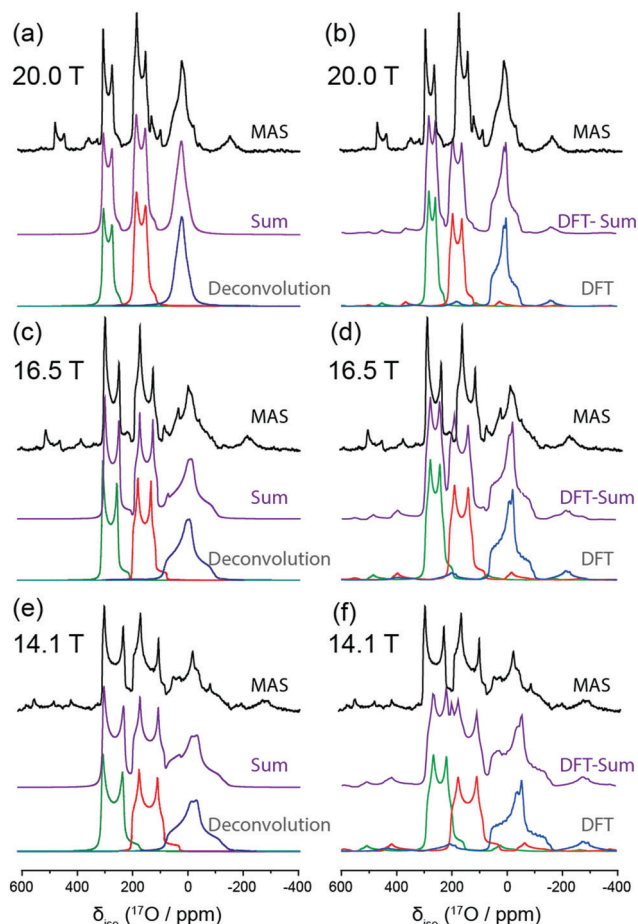 (a)
20.0 T
MAS
Sum
Deconvolution
(b)
20.0 T
MAS
DFT- Sum
DFT
(c)
16.5 T
MAS
Sum
Deconvolution
(d)
16.5 T
MAS
DFT-Sum
DFT
(e)
14.1 T
MAS
Sum
Deconvolution
600 400 200 0 -200 -400
δiso (17O / ppm)
(f)
14.1 T
MAS
DFT-Sum
DFT
600 400 200 0 -200 -400
δiso (17O / ppm)